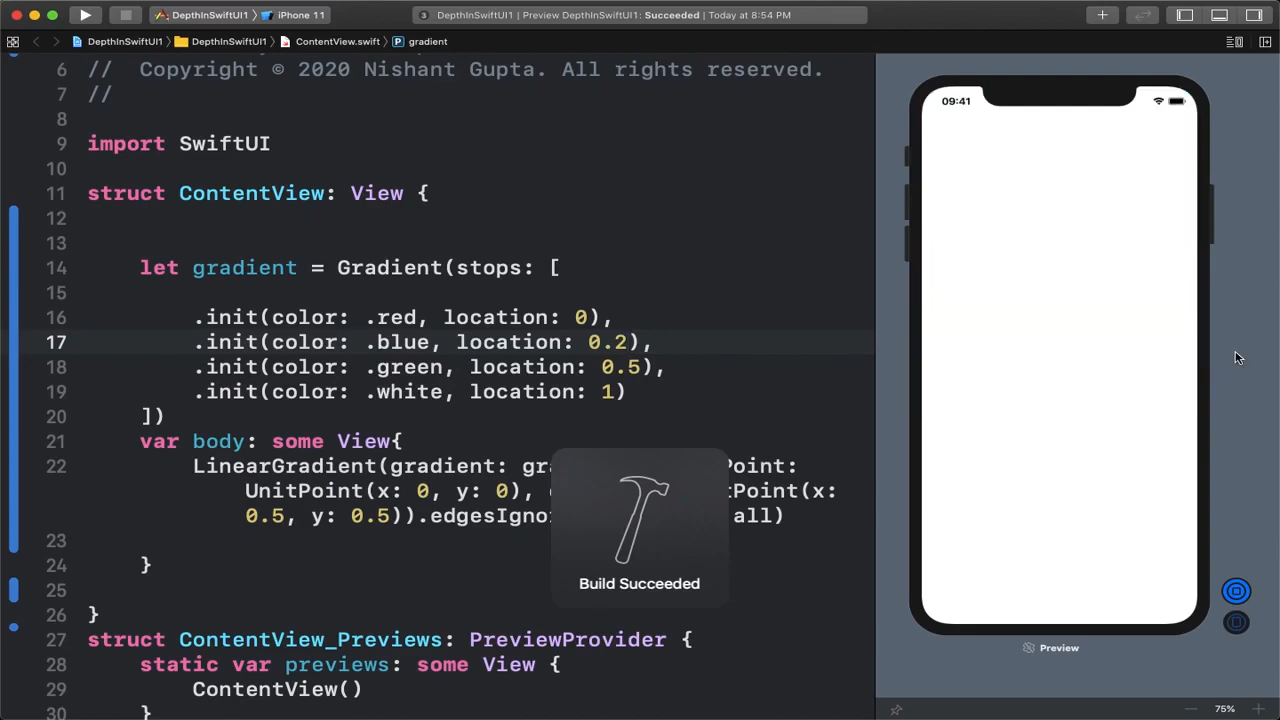 DepthInSwiftUI1 › iPhone 11
3 DepthInSwiftUI1 | Preview DepthInSwiftUI1: Succeeded | Today at 8:54 PM
DepthInSwiftUI1 › DepthInSwiftUI1 › ContentView.swift › P gradient
6 // Copyright © 2020 Nishant Gupta. All rights reserved.
7 //
8
9 import SwiftUI
10
11 struct ContentView: View {
12
13
14 let gradient = Gradient(stops: [
15
16 .init(color: .red, location: 0),
17 .init(color: .blue, location: 0.2),
18 .init(color: .green, location: 0.5),
19 .init(color: .white, location: 1)
20 ])
21 var body: some View{
22 LinearGradient(gradient: gr Point:
UnitPoint(x: 0, y: 0), tPoint(x:
0.5, y: 0.5)).edgesIgno all)
23
24 }
25
26 }
27 struct ContentView_Previews: PreviewProvider {
28 static var previews: some View {
29 ContentView()
30 }
Build Succeeded
09:41
Preview
75%